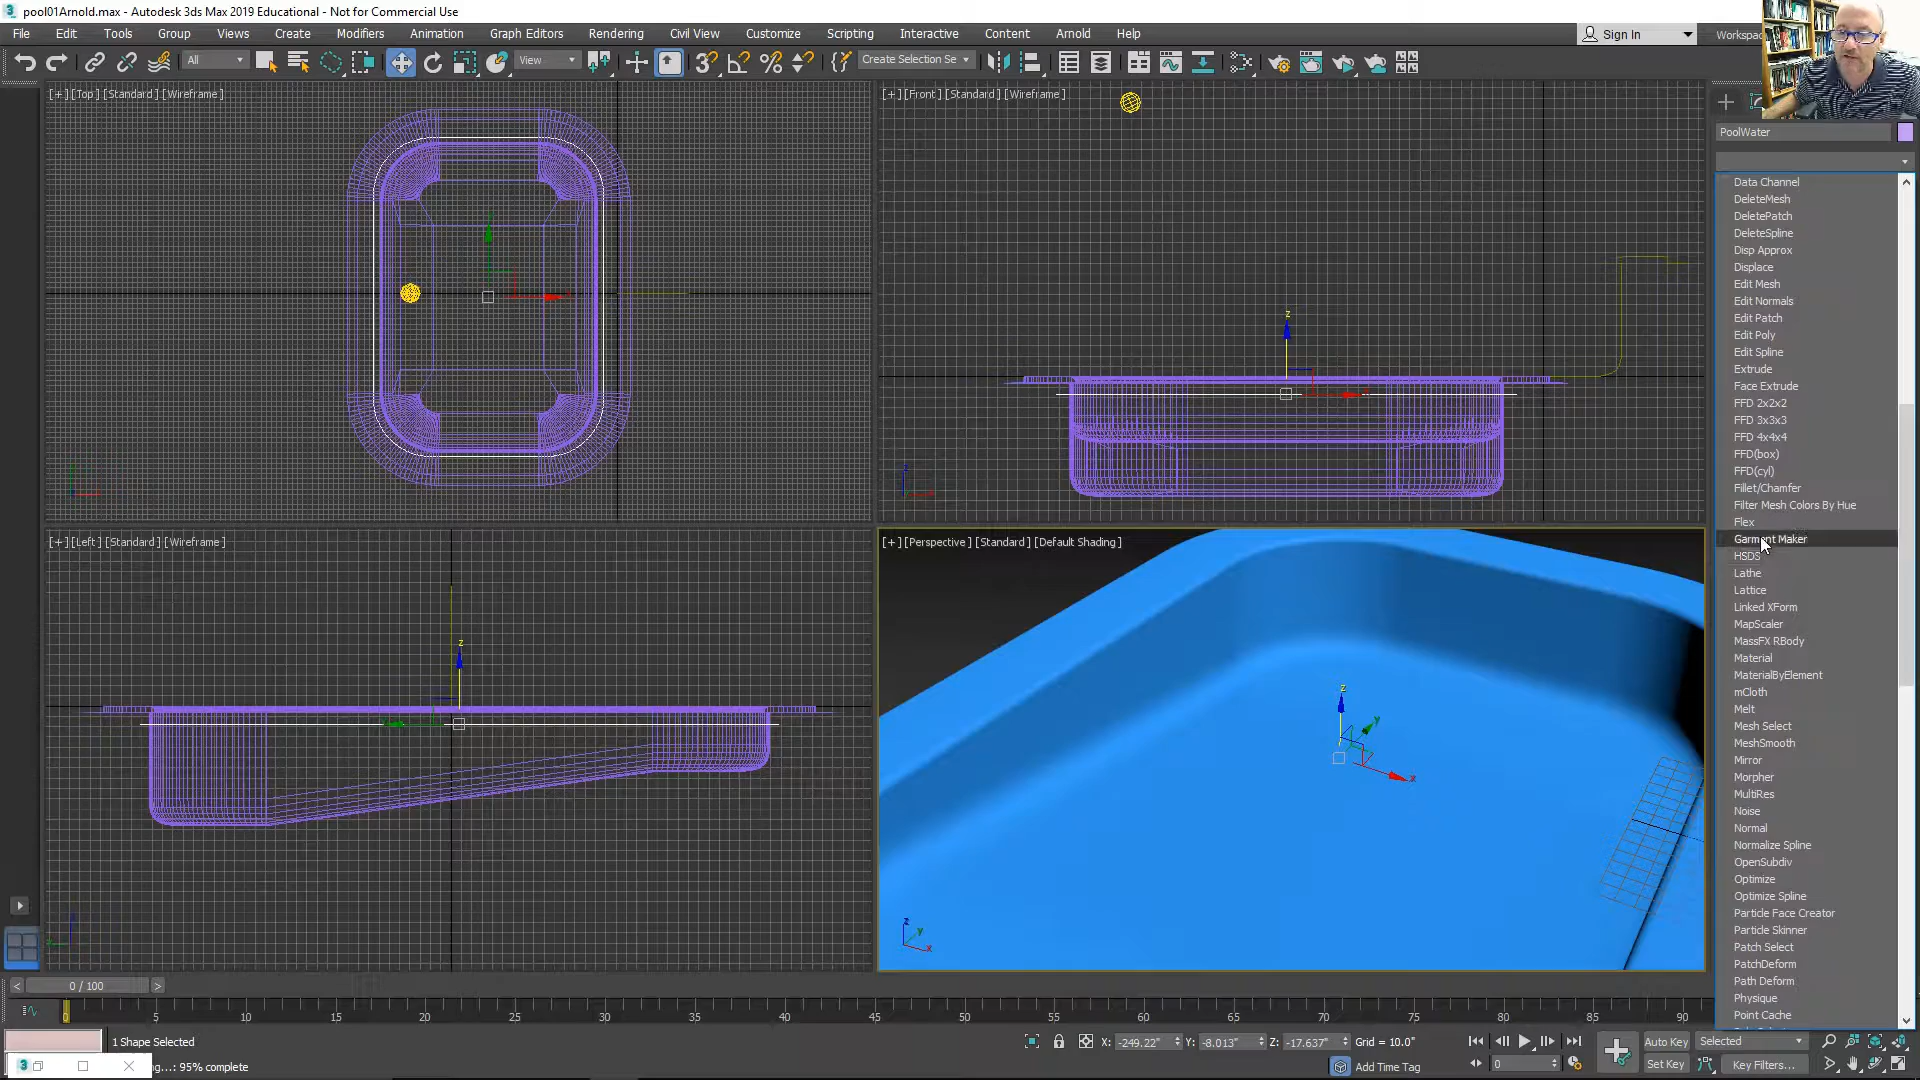 pool01Arnold.max - Autodesk 3ds Max 2019 Educational - Not for Commercial Use
File Edit Tools Group Views Create Modifiers Animation Graph Editors Rendering Civil View Customize Scripting Interactive Content Arnold Help Sign In
All View Create Selection Se
[+] [Top] [Standard] [Wireframe]
[+] [Front] [Standard] [Wireframe]
PoolWater
Data Channel
DeleteMesh
DeletePatch
DeleteSpline
Disp Approx
Displace
Edit Mesh
Edit Normals
Edit Patch
Edit Poly
Edit Spline
Extrude
Face Extrude
FFD 2x2x2
FFD 3x3x3
FFD 4x4x4
FFD(box)
FFD(cyl)
Fillet/Chamfer
Filter Mesh Colors By Hue
Flex
Garment Maker
HSDS
Lathe
Lattice
Linked XForm
MapScaler
MassFX RBody
Material
MaterialByElement
mCloth
Melt
Mesh Select
MeshSmooth
Mirror
Morpher
MultiRes
Noise
Normal
Normalize Spline
OpenSubdiv
Optimize
Optimize Spline
Particle Face Creator
Particle Skinner
Patch Select
PatchDeform
Path Deform
Physique
Point Cache
[+] [Left] [Standard] [Wireframe]
[+] [Perspective] [Standard] [Default Shading]
z
x
z
z
y
x
z
y
x
< 0 / 100 >
5 10 15 20 25 30 35 40 45 50 55 60 65 70 75 80 85 90
1 Shape Selected
X: -249.22" Y: -8.013" Z: -17.637" Grid = 10.0"
Auto Key Selected
95% complete
Add Time Tag
0
Set Key Key Filters...